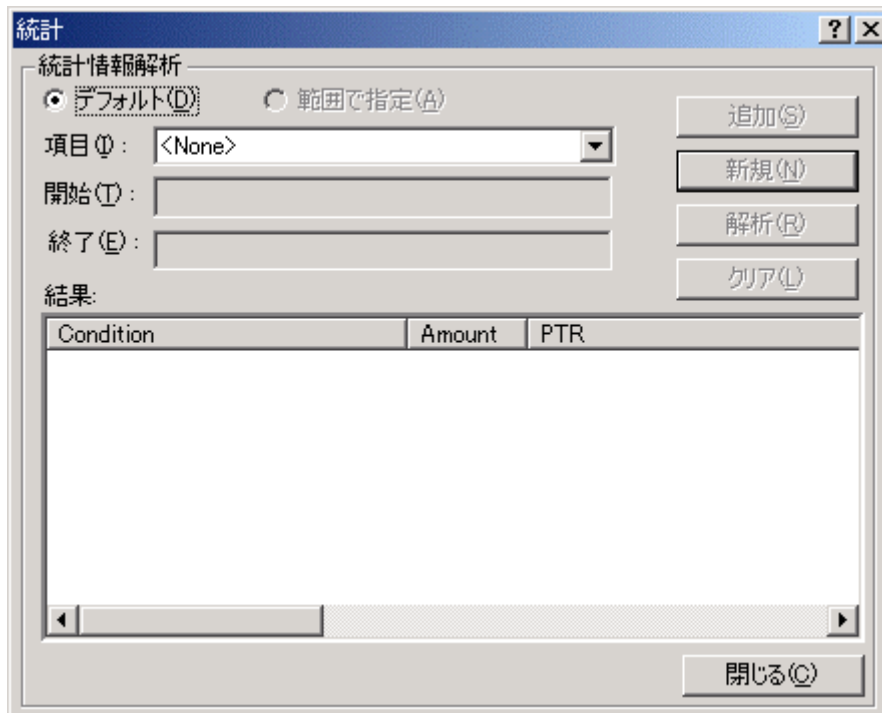 統計
統計情報解析
デフォルト(D) 範囲で指定(A)
追加(S)
項目(I)： <None>
新規(N)
開始(T)：
解析(R)
終了(E)：
クリア(L)
結果:
Condition Amount PTR
閉じる(C)